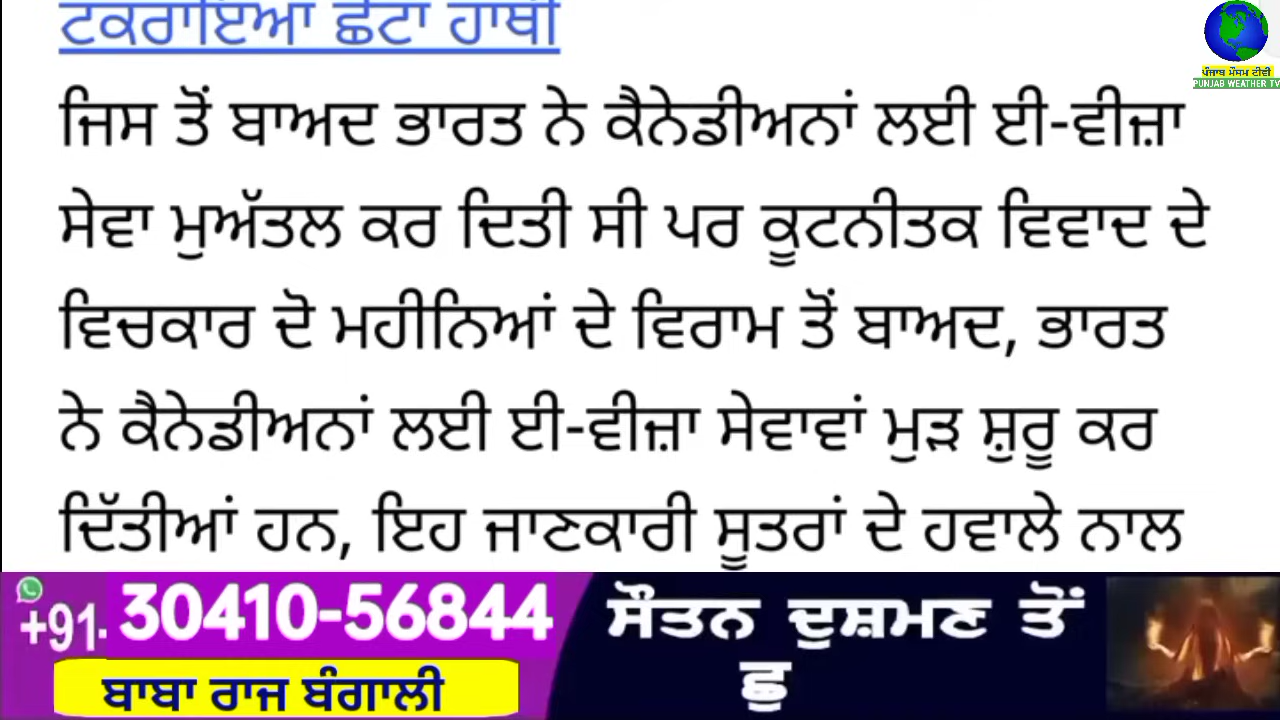 ਟਕਰਾਇਆ ਛੋਟਾ ਹਾਥੀ
ਪੰਜਾਬ ਮੌਸਮ ਟੀਵੀ
PUNJAB WEATHER TV
ਜਿਸ ਤੋਂ ਬਾਅਦ ਭਾਰਤ ਨੇ ਕੈਨੇਡੀਅਨਾਂ ਲਈ ਈ-ਵੀਜ਼ਾ
ਸੇਵਾ ਮੁਅੱਤਲ ਕਰ ਦਿਤੀ ਸੀ ਪਰ ਕੂਟਨੀਤਕ ਵਿਵਾਦ ਦੇ
ਵਿਚਕਾਰ ਦੋ ਮਹੀਨਿਆਂ ਦੇ ਵਿਰਾਮ ਤੋਂ ਬਾਅਦ, ਭਾਰਤ
ਨੇ ਕੈਨੇਡੀਅਨਾਂ ਲਈ ਈ-ਵੀਜ਼ਾ ਸੇਵਾਵਾਂ ਮੁੜ ਸ਼ੁਰੂ ਕਰ
ਦਿੱਤੀਆਂ ਹਨ, ਇਹ ਜਾਣਕਾਰੀ ਸੂਤਰਾਂ ਦੇ ਹਵਾਲੇ ਨਾਲ
+91- 30410-56844
ਬਾਬਾ ਰਾਜ ਬੰਗਾਲੀ
ਸੌਤਨ ਦੁਸ਼ਮਣ ਤੋਂ
ਛੁ